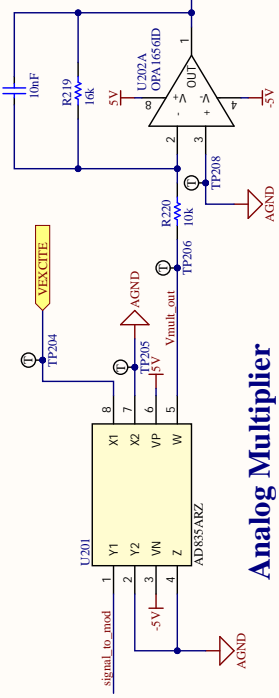 10nF
R219
16k
U202A
OPA1656ID
5V
8
V+
-
2
OUT
1
+
3
V-
4
-5V
TP208
T
AGND
R220
10k
TP206
T
Vmult_out
VEXCITE
T
TP204
AGND
T
TP205
5V
8
7
6
5
X1
X2
VP
W
U201
AD835ARZ
Y1
Y2
VN
Z
1
2
3
4
signal_to_mod
-5V
AGND
Analog Multiplier